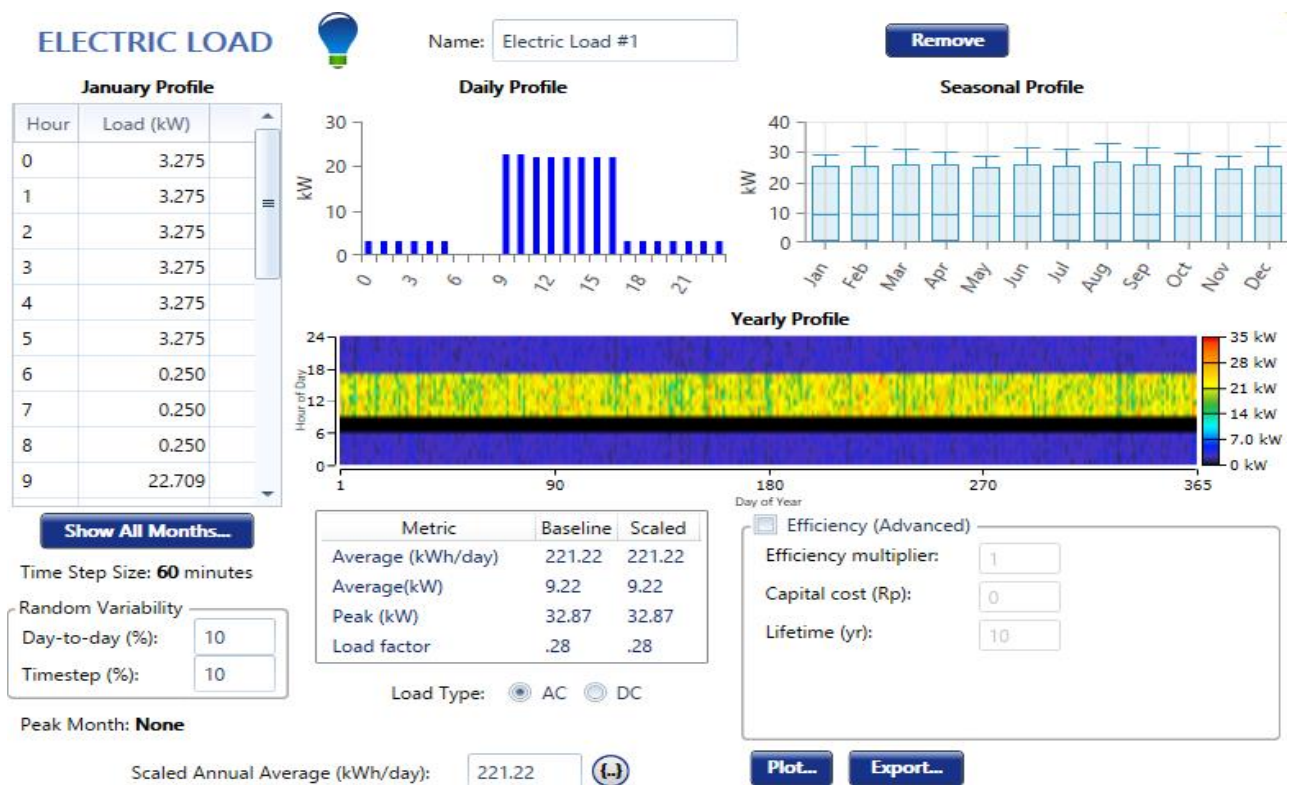 ELECTRIC LOAD
Name: Electric Load #1
Remove
January Profile
Hour Load (kW)
0 3.275
1 3.275
2 3.275
3 3.275
4 3.275
5 3.275
6 0.250
7 0.250
8 0.250
9 22.709
Show All Months...
Time Step Size: 60 minutes
Random Variability
Day-to-day (%): 10
Timestep (%): 10
Peak Month: None
Daily Profile
kW
30
20
10
0
0 3 6 9 12 15 18 21
Seasonal Profile
kW
40
30
20
10
0
Jan Feb Mar Apr May Jun Jul Aug Sep Oct Nov Dec
Yearly Profile
Hour of Day
24
18
12
6
0
1 90 180 270 365
Day of Year
35 kW
28 kW
21 kW
14 kW
7.0 kW
0 kW
Metric Baseline Scaled
Average (kWh/day) 221.22 221.22
Average(kW) 9.22 9.22
Peak (kW) 32.87 32.87
Load factor .28 .28
Load Type: AC DC
Scaled Annual Average (kWh/day): 221.22 {..}
Efficiency (Advanced)
Efficiency multiplier: 1
Capital cost (Rp): 0
Lifetime (yr): 10
Plot... Export...